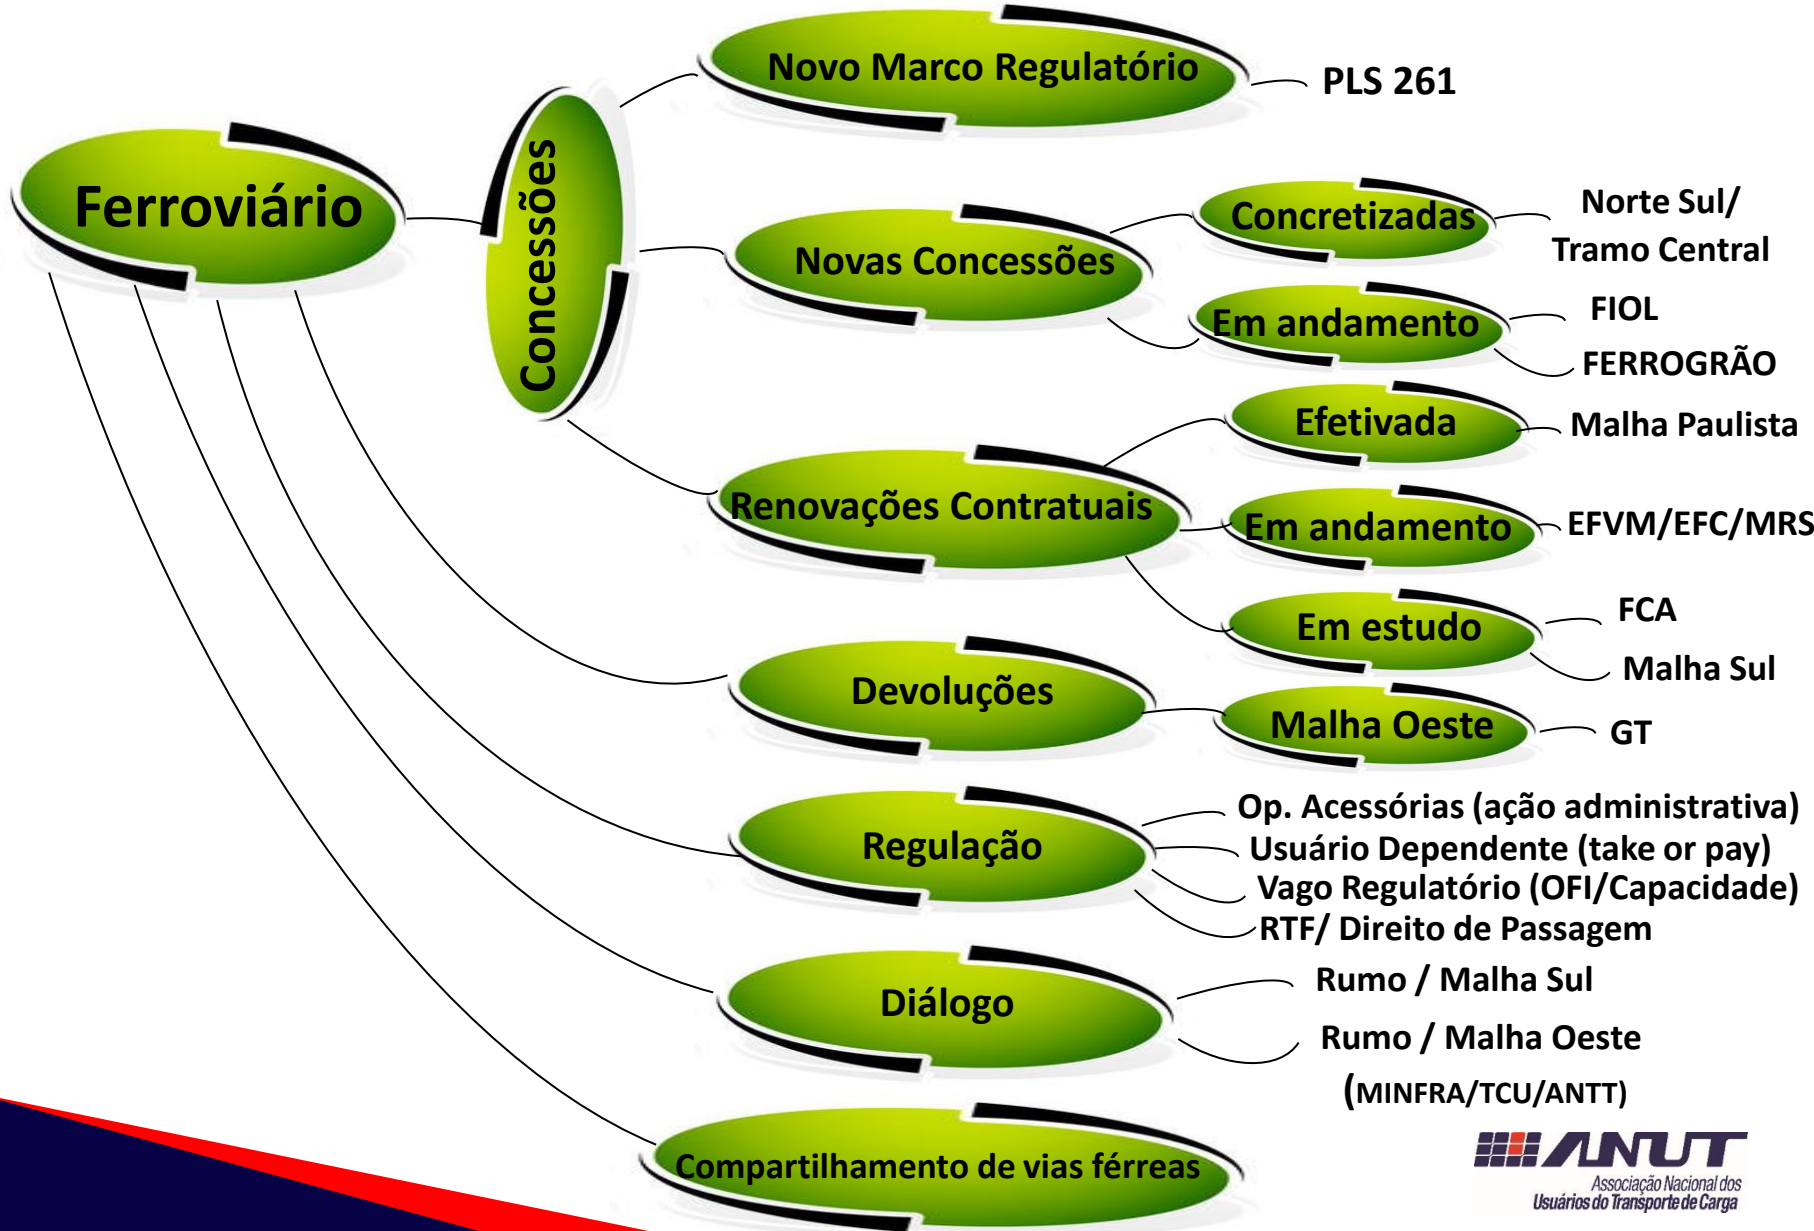 Novo Marco Regulatório
PLS 261
Ferroviário
Concessões
Novas Concessões
Concretizadas
Norte Sul/
Tramo Central
Em andamento
FIOL
FERROGRÃO
Renovações Contratuais
Efetivada
Malha Paulista
Em andamento
EFVM/EFC/MRS
Em estudo
FCA
Malha Sul
Devoluções
Malha Oeste
GT
Regulação
Op. Acessórias (ação administrativa)
Usuário Dependente (take or pay)
Vago Regulatório (OFI/Capacidade)
RTF/ Direito de Passagem
Diálogo
Rumo / Malha Sul
Rumo / Malha Oeste
(MINFRA/TCU/ANTT)
Compartilhamento de vias férreas
ANUT
Associação Nacional dos
Usuários do Transporte de Carga